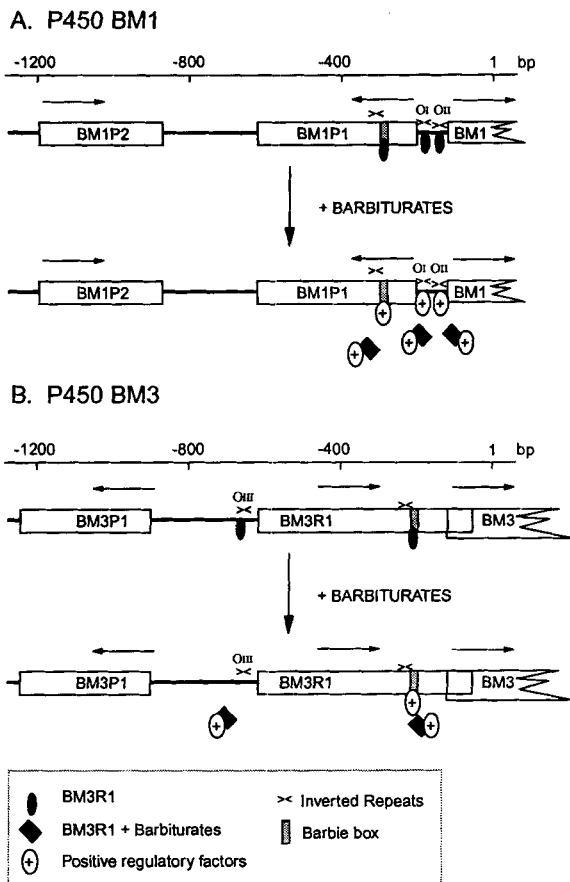 A. P450 BM1
-1200 -800 -400 1 bp
OI OII
BM1P2 BM1P1 BM1
+ BARBITURATES
OI OII
BM1P2 BM1P1 BM1
+ + +
+ + +
B. P450 BM3
-1200 -800 -400 1 bp
OIII
BM3P1 BM3R1 BM3
+ BARBITURATES
OIII
BM3P1 BM3R1 BM3
+
+ +
BM3R1 Inverted Repeats
BM3R1 + Barbiturates Barbie box
+ Positive regulatory factors